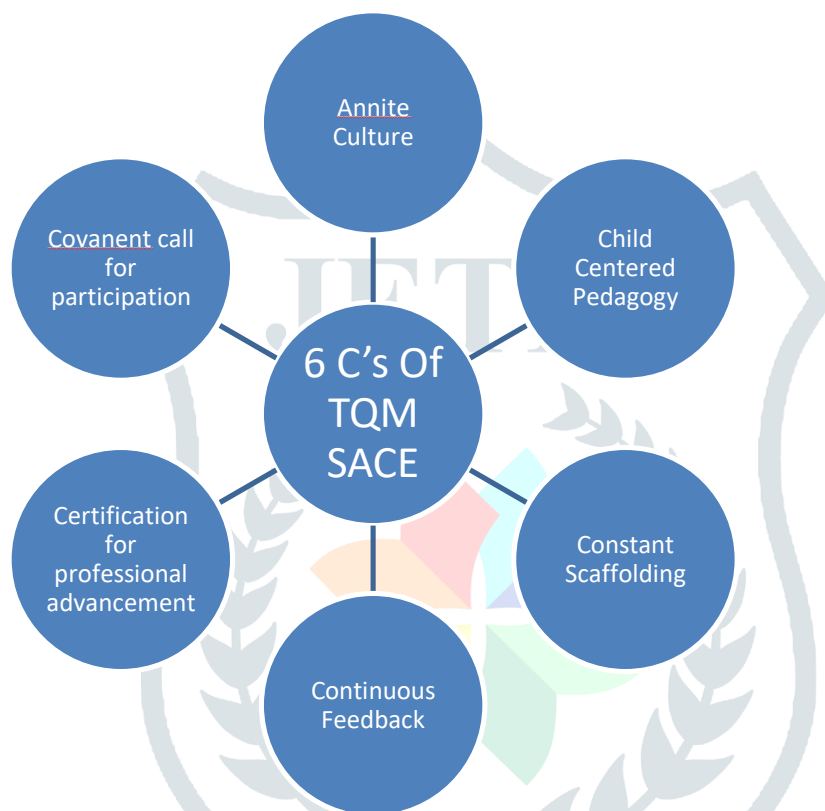 Annite
Culture
Child
Centered
Pedagogy
Constant
Scaffolding
Continuous
Feedback
Certification
for
professional
advancement
Covanent call
for
participation
6 C’s Of
TQM
SACE